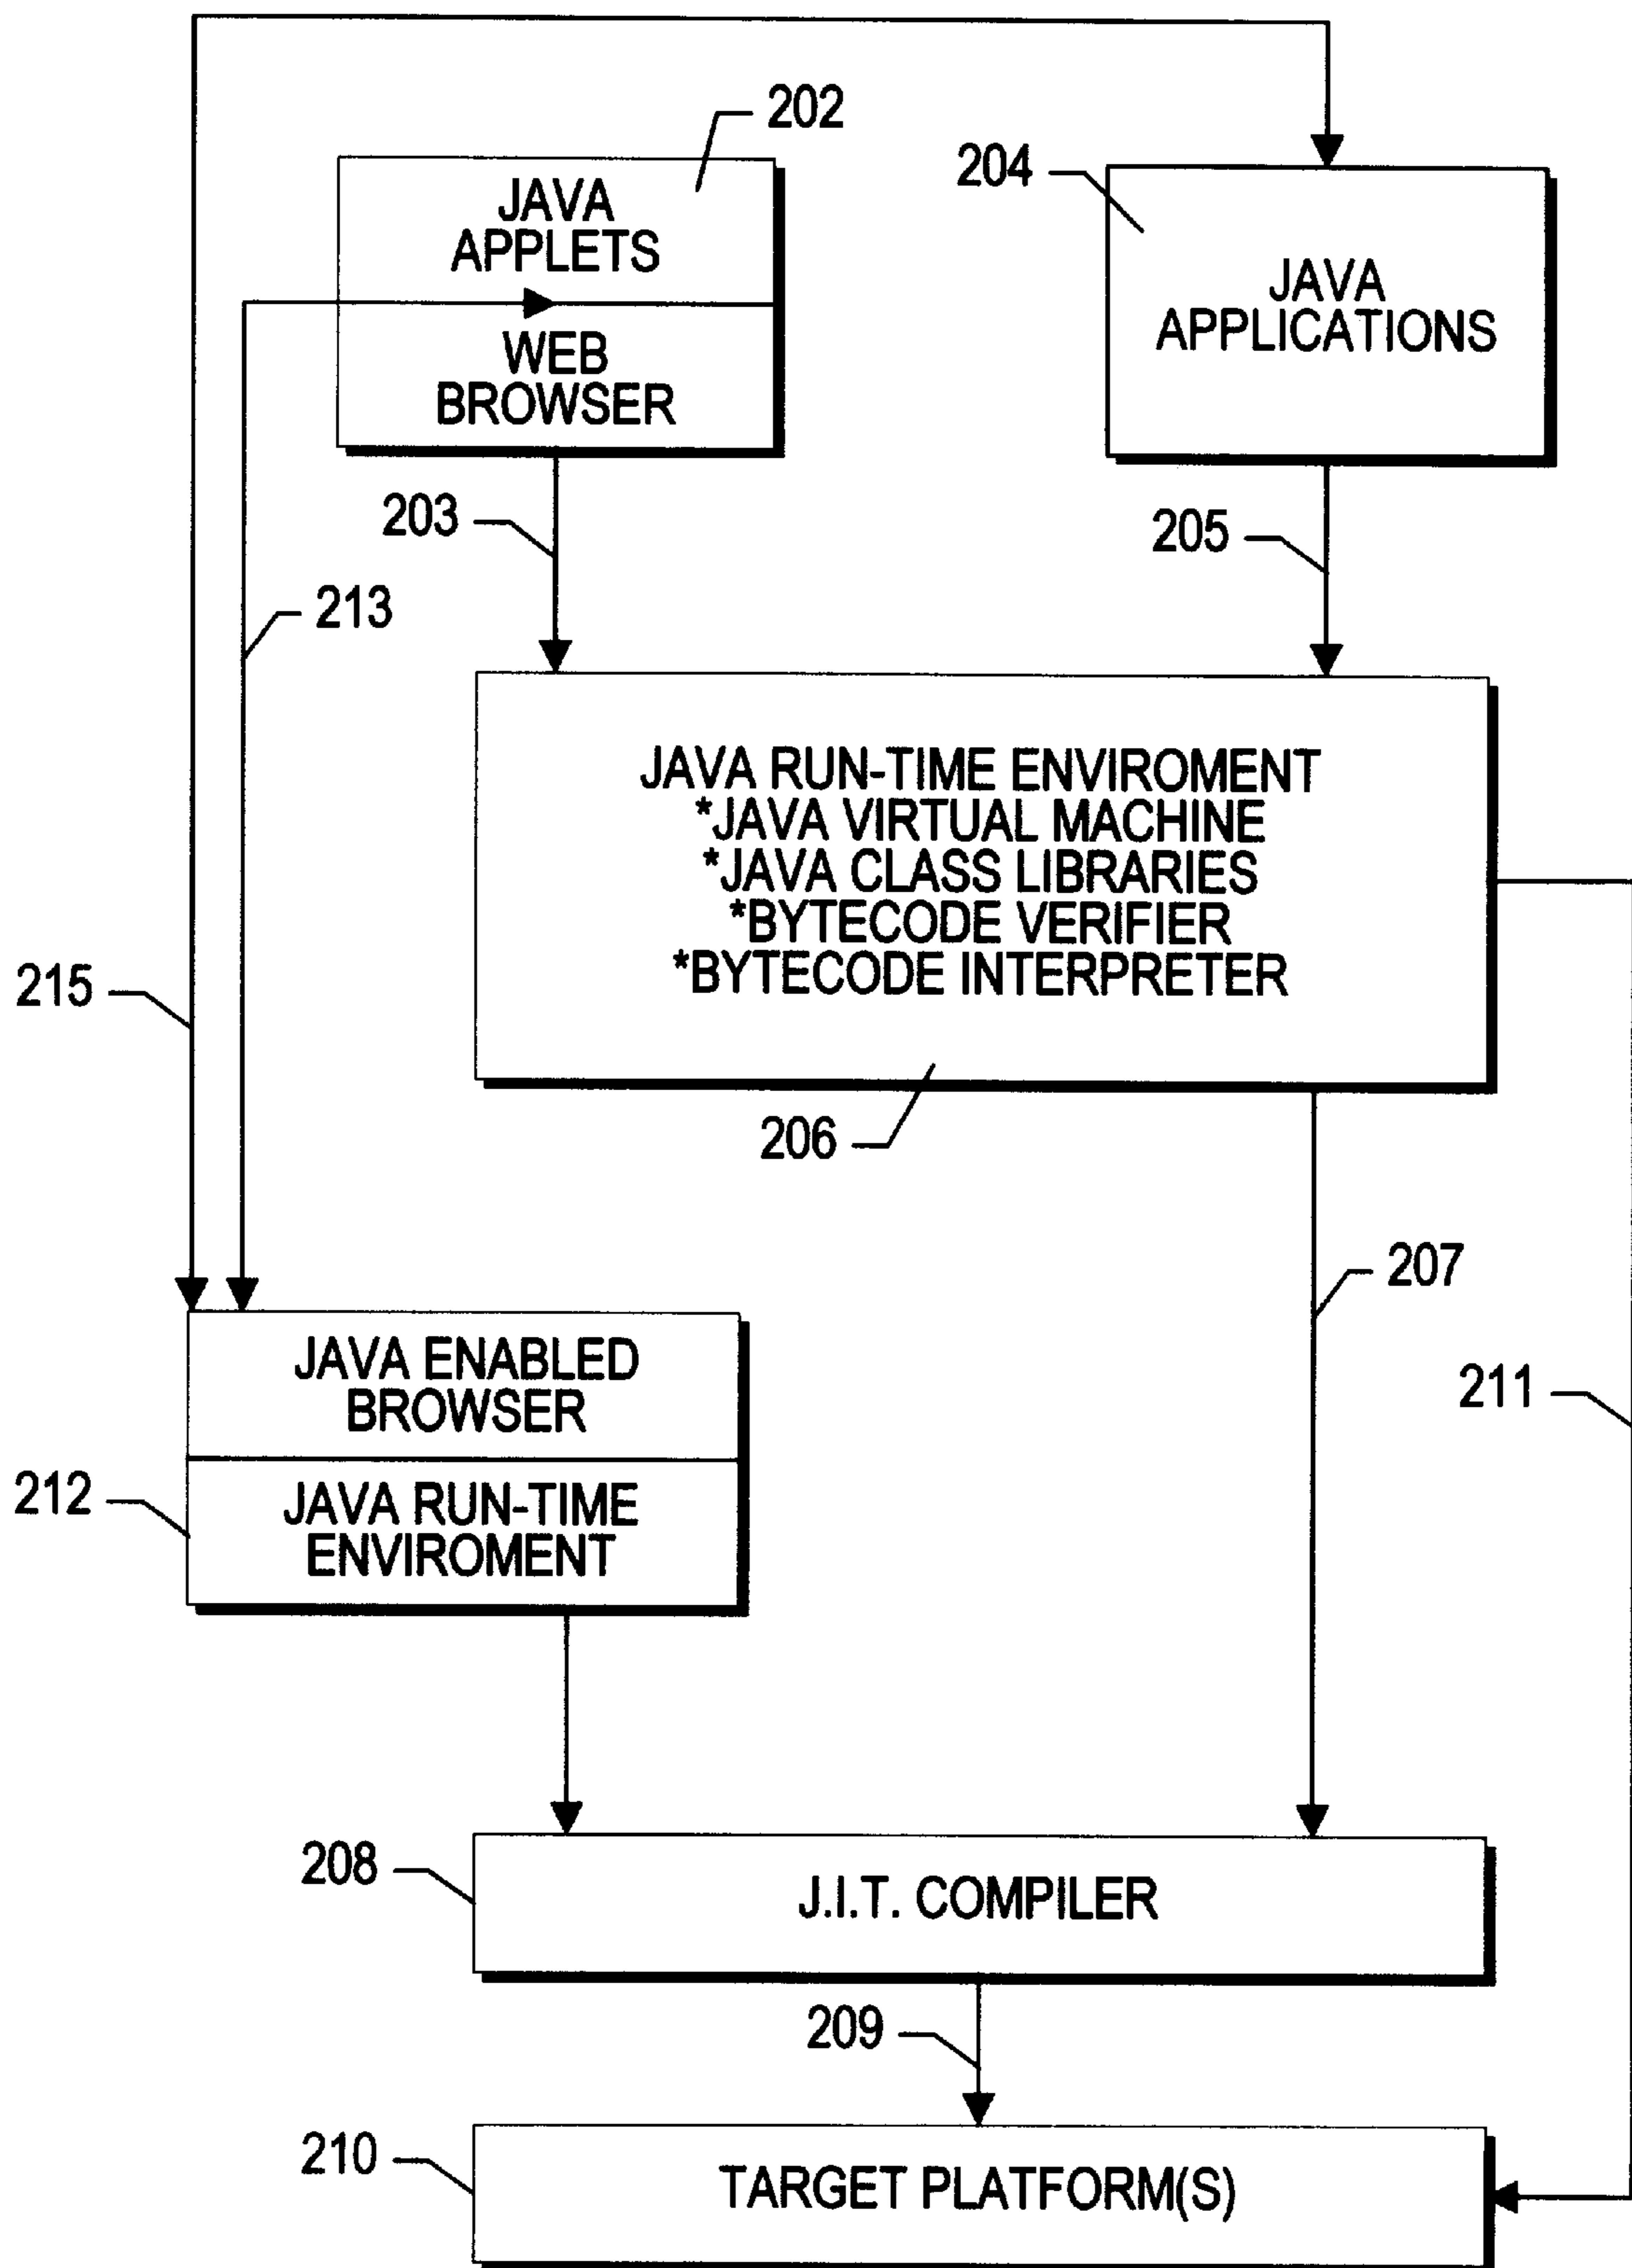 202
204
JAVA
APPLETS
JAVA
APPLICATIONS
WEB
BROWSER
203
205
213
JAVA RUN-TIME ENVIROMENT
*JAVA VIRTUAL MACHINE
*JAVA CLASS LIBRARIES
*BYTECODE VERIFIER
*BYTECODE INTERPRETER
215
206
207
JAVA ENABLED
BROWSER
211
212
JAVA RUN-TIME
ENVIROMENT
208
J.I.T. COMPILER
209
210
TARGET PLATFORM(S)